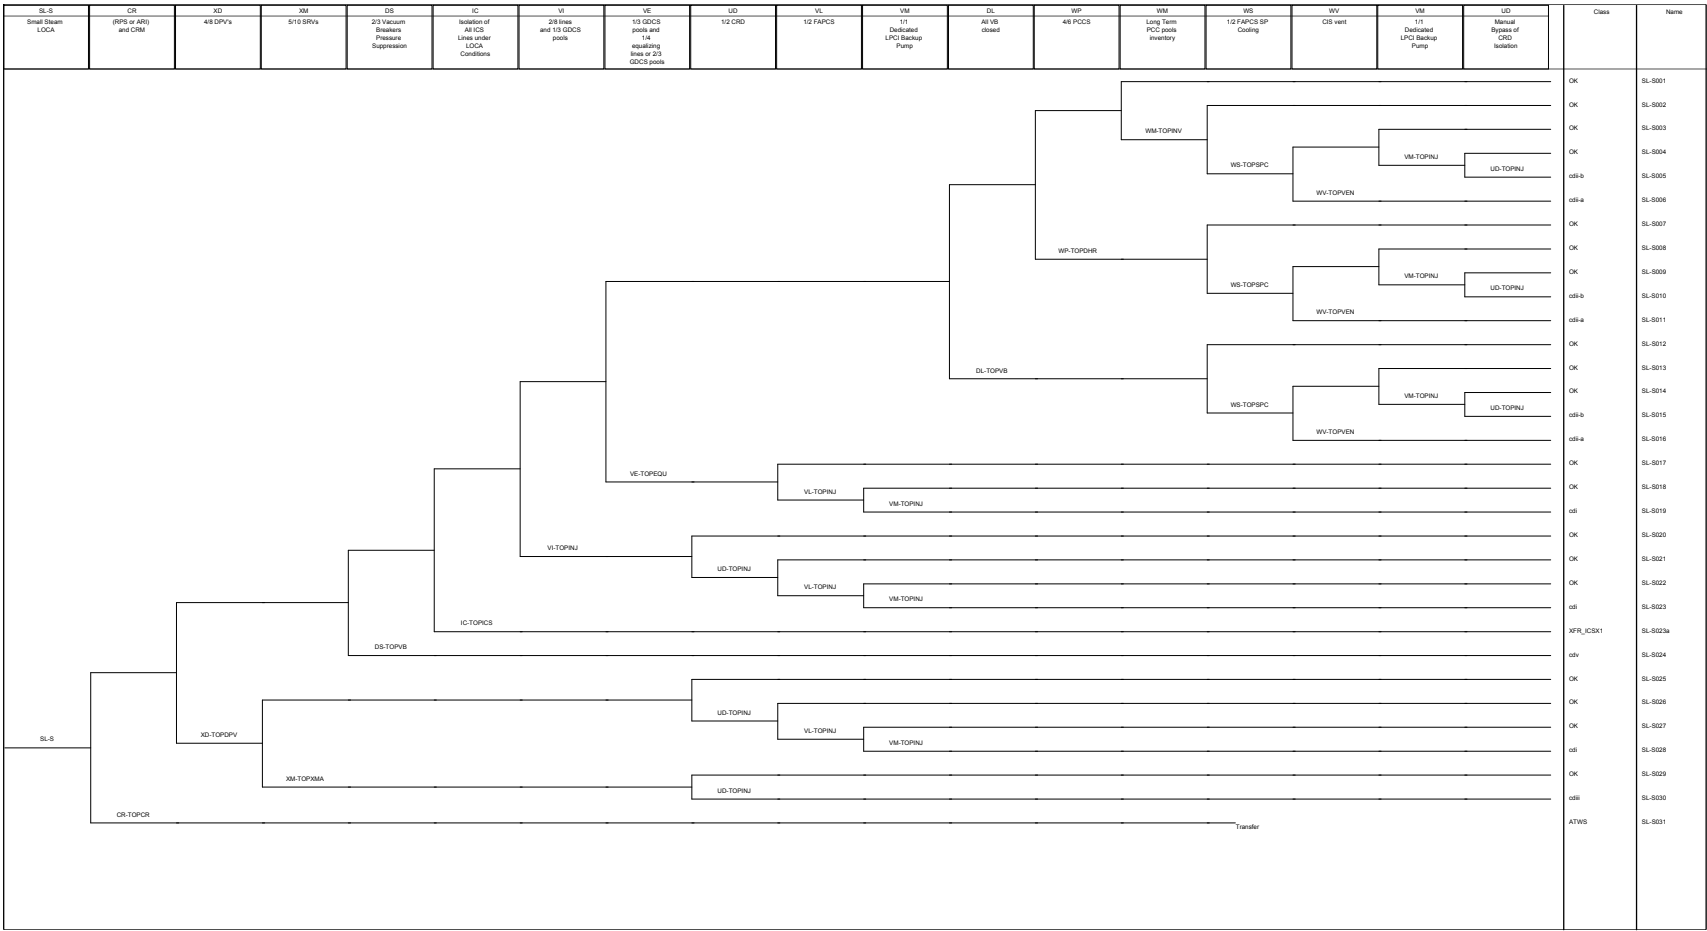 SL-S CR XD XM DS IC VI VE UD VL VM DL WP WM WS WV VM UD Class Name
Small Steam
LOCA
(RPS or ARI)
and CRM
4/8 DPV's
5/10 SRVs
2/3 Vacuum
Breakers
Pressure
Suppression
Isolation of
All ICS
Lines under
LOCA
Conditions
2/8 lines
and 1/3 GDCS
pools
1/3 GDCS
pools and
1/4
equalizing
lines or 2/3
GDCS pools
1/2 CRD
1/2 FAPCS
1/1
Dedicated
LPCI Backup
Pump
All VB
closed
4/6 PCCS
Long Term
PCC pools
inventory
1/2 FAPCS SP
Cooling
CIS vent
1/1
Dedicated
LPCI Backup
Pump
Manual
Bypass of
CRD
Isolation
OK SL-S001
OK SL-S002
OK SL-S003
WM-TOPINV
OK SL-S004
VM-TOPINJ
WS-TOPSPC
UD-TOPINJ
cdii-b SL-S005
WV-TOPVEN
cdii-a SL-S006
OK SL-S007
OK SL-S008
WP-TOPDHR
OK SL-S009
VM-TOPINJ
WS-TOPSPC
UD-TOPINJ
cdii-b SL-S010
WV-TOPVEN
cdii-a SL-S011
OK SL-S012
OK SL-S013
DL-TOPVB
OK SL-S014
VM-TOPINJ
WS-TOPSPC
UD-TOPINJ
cdii-b SL-S015
WV-TOPVEN
cdii-a SL-S016
OK SL-S017
VE-TOPEQU
OK SL-S018
VL-TOPINJ
VM-TOPINJ
cdi SL-S019
OK SL-S020
VI-TOPINJ
OK SL-S021
UD-TOPINJ
OK SL-S022
VL-TOPINJ
VM-TOPINJ
cdi SL-S023
IC-TOPICS
XFR_ICSX1 SL-S023a
DS-TOPVB
cdv SL-S024
OK SL-S025
OK SL-S026
UD-TOPINJ
OK SL-S027
VL-TOPINJ
XD-TOPDPV
SL-S
VM-TOPINJ
cdi SL-S028
OK SL-S029
XM-TOPXMA
UD-TOPINJ
cdiii SL-S030
CR-TOPCR
ATWS SL-S031
Transfer